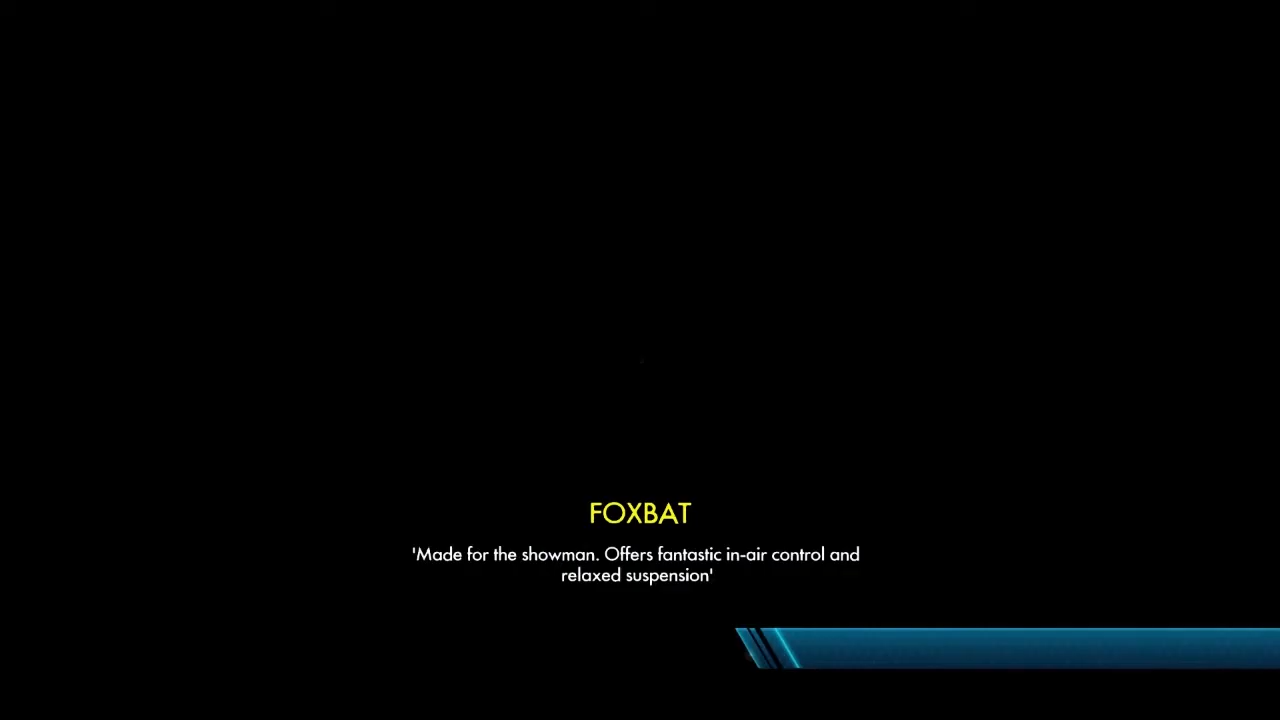 FOXBAT
'Made for the showman. Offers fantastic in-air control and
relaxed suspension'